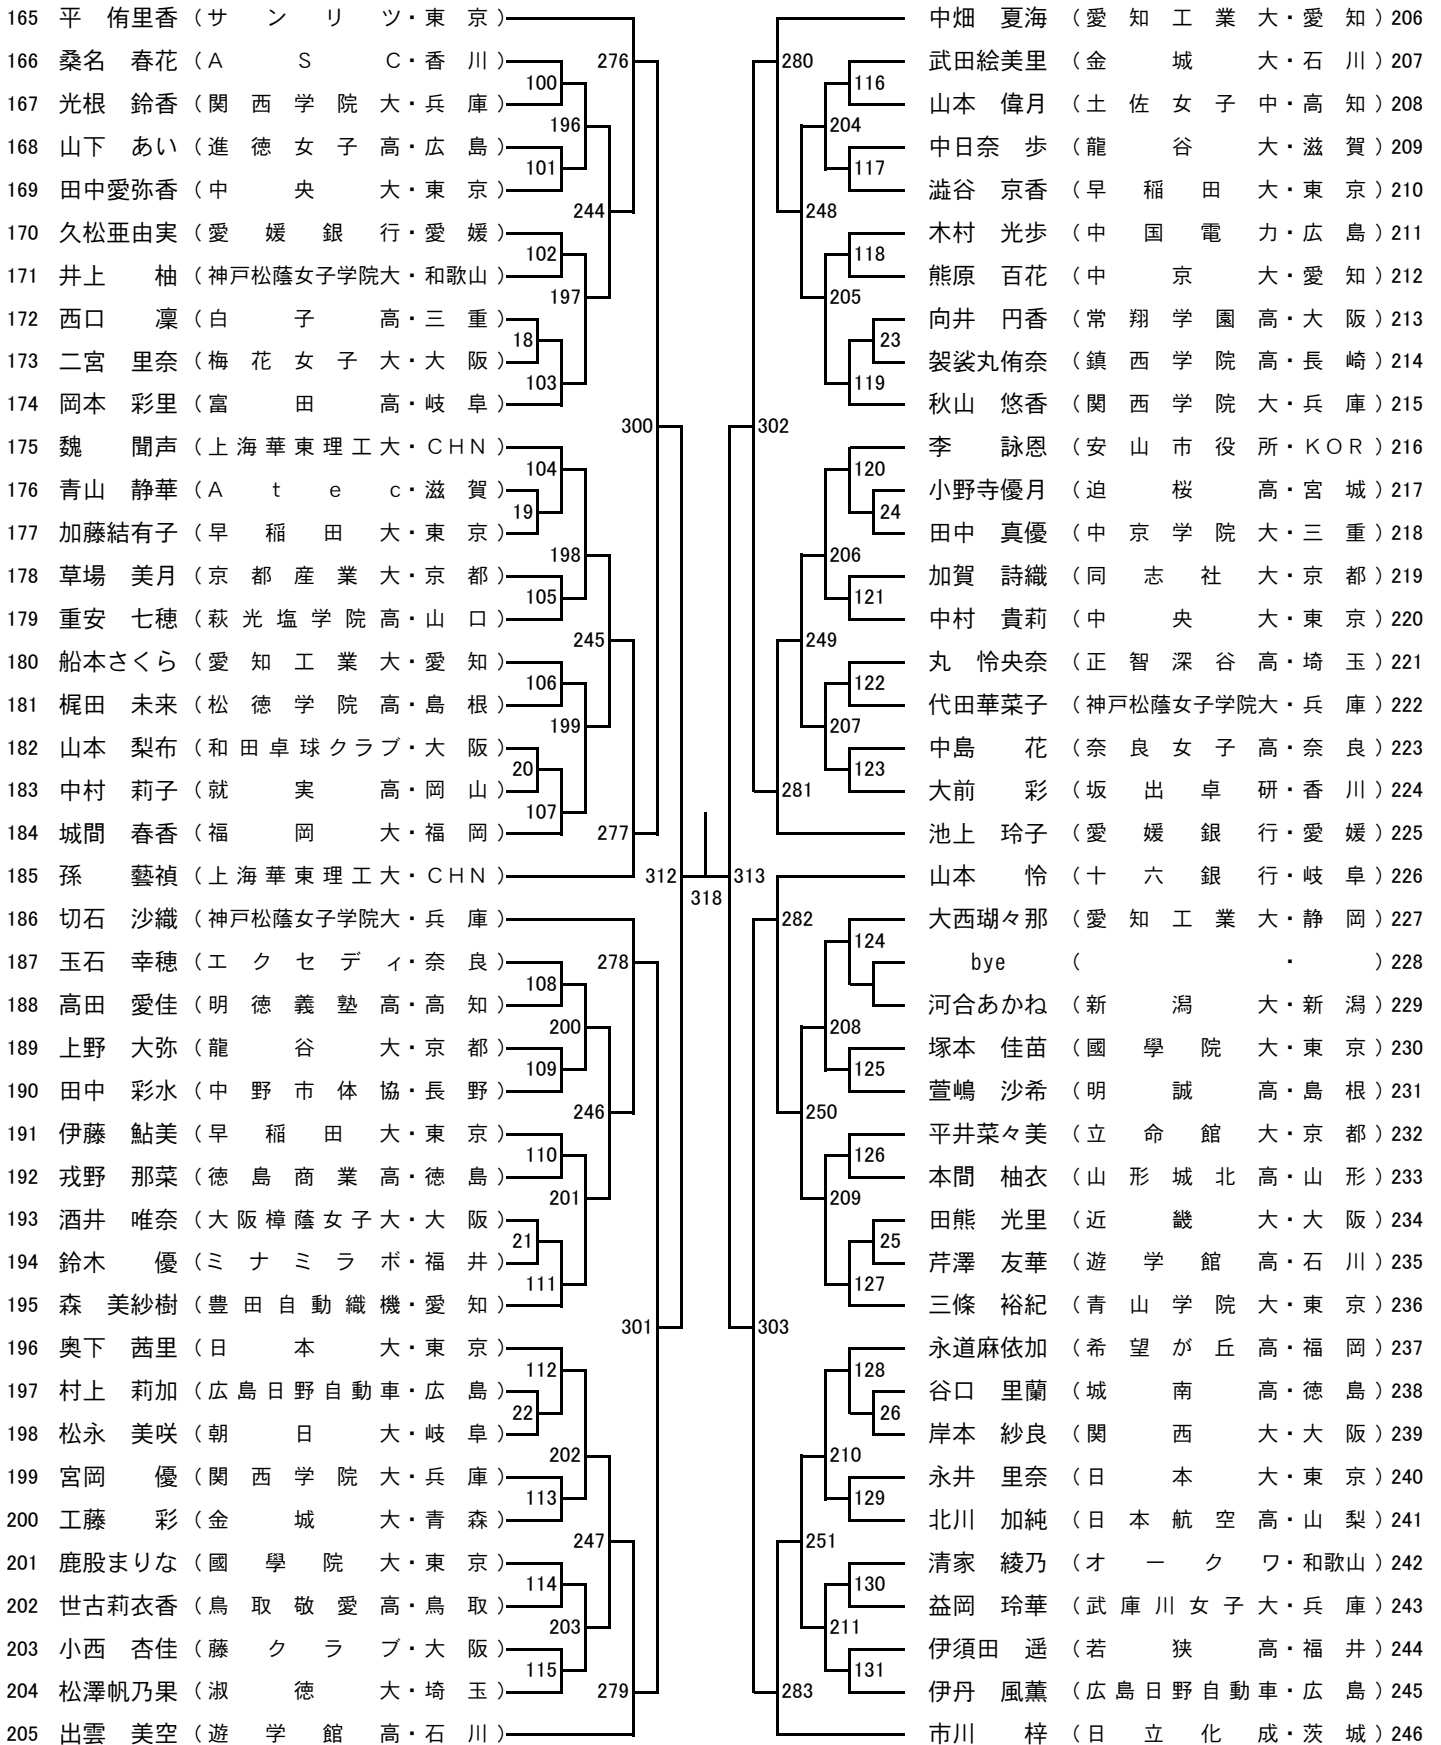 165 平 侑里香 (サンリツ・東京)
276
166 桑名 春花 (ASC・香川)
100
167 光根 鈴香 (関西学院大・兵庫)
196
168 山下 あい (進徳女子高・広島)
101
169 田中愛弥香 (中央大・東京)
244
170 久松亜由実 (愛媛銀行・愛媛)
102
171 井上 柚 (神戸松蔭女子学院大・和歌山)
197
172 西口 凜 (白子高・三重)
18
173 二宮 里奈 (梅花女子大・大阪)
103
174 岡本 彩里 (富田高・岐阜)
300
175 魏 聞声 (上海華東理工大・CHN)
104
176 青山 静華 (Atec・滋賀)
19
177 加藤結有子 (早稲田大・東京)
198
178 草場 美月 (京都産業大・京都)
105
179 重安 七穂 (萩光塩学院高・山口)
245
180 船本さくら (愛知工業大・愛知)
106
181 梶田 未来 (松徳学院高・島根)
199
182 山本 梨布 (和田卓球クラブ・大阪)
20
183 中村 莉子 (就実高・岡山)
107
184 城間 春香 (福岡大・福岡)
277
185 孫 藝禎 (上海華東理工大・CHN)
312
318
313
186 切石 沙織 (神戸松蔭女子学院大・兵庫)
187 玉石 幸穂 (エクセディ・奈良)
278
108
188 高田 愛佳 (明徳義塾高・高知)
200
189 上野 大弥 (龍谷大・京都)
109
190 田中 彩水 (中野市体協・長野)
246
191 伊藤 鮎美 (早稲田大・東京)
110
192 戎野 那菜 (徳島商業高・徳島)
201
193 酒井 唯奈 (大阪樟蔭女子大・大阪)
21
194 鈴木 優 (ミナミラボ・福井)
111
195 森 美紗樹 (豊田自動織機・愛知)
301
196 奥下 茜里 (日本大・東京)
112
197 村上 莉加 (広島日野自動車・広島)
22
198 松永 美咲 (朝日大・岐阜)
202
199 宮岡 優 (関西学院大・兵庫)
113
200 工藤 彩 (金城大・青森)
247
201 鹿股まりな (國學院大・東京)
114
202 世古莉衣香 (鳥取敬愛高・鳥取)
203
203 小西 杏佳 (藤クラブ・大阪)
115
204 松澤帆乃果 (淑徳大・埼玉)
279
205 出雲 美空 (遊学館高・石川)
中畑 夏海 (愛知工業大・愛知) 206
280
武田絵美里 (金城大・石川) 207
116
山本 偉月 (土佐女子中・高知) 208
204
中日奈 歩 (龍谷大・滋賀) 209
117
澁谷 京香 (早稲田大・東京) 210
248
木村 光歩 (中国電力・広島) 211
118
熊原 百花 (中京大・愛知) 212
205
向井 円香 (常翔学園高・大阪) 213
23
袈裟丸侑奈 (鎮西学院高・長崎) 214
119
秋山 悠香 (関西学院大・兵庫) 215
302
李 詠恩 (安山市役所・KOR) 216
120
小野寺優月 (迫桜高・宮城) 217
24
田中 真優 (中京学院大・三重) 218
206
加賀 詩織 (同志社大・京都) 219
121
中村 貴莉 (中央大・東京) 220
249
丸 怜央奈 (正智深谷高・埼玉) 221
122
代田華菜子 (神戸松蔭女子学院大・兵庫) 222
207
中島 花 (奈良女子高・奈良) 223
123
大前 彩 (坂出卓研・香川) 224
281
池上 玲子 (愛媛銀行・愛媛) 225
山本 怜 (十六銀行・岐阜) 226
282
大西瑚々那 (愛知工業大・静岡) 227
124
bye (・) 228
河合あかね (新潟大・新潟) 229
208
塚本 佳苗 (國學院大・東京) 230
125
萱嶋 沙希 (明誠高・島根) 231
250
平井菜々美 (立命館大・京都) 232
126
本間 柚衣 (山形城北高・山形) 233
209
田熊 光里 (近畿大・大阪) 234
25
芹澤 友華 (遊学館高・石川) 235
127
三條 裕紀 (青山学院大・東京) 236
303
永道麻依加 (希望が丘高・福岡) 237
128
谷口 里蘭 (城南高・徳島) 238
26
岸本 紗良 (関西大・大阪) 239
210
永井 里奈 (日本大・東京) 240
129
北川 加純 (日本航空高・山梨) 241
251
清家 綾乃 (オークワ・和歌山) 242
130
益岡 玲華 (武庫川女子大・兵庫) 243
211
伊須田 遥 (若狭高・福井) 244
131
伊丹 風薫 (広島日野自動車・広島) 245
283
市川 梓 (日立化成・茨城) 246